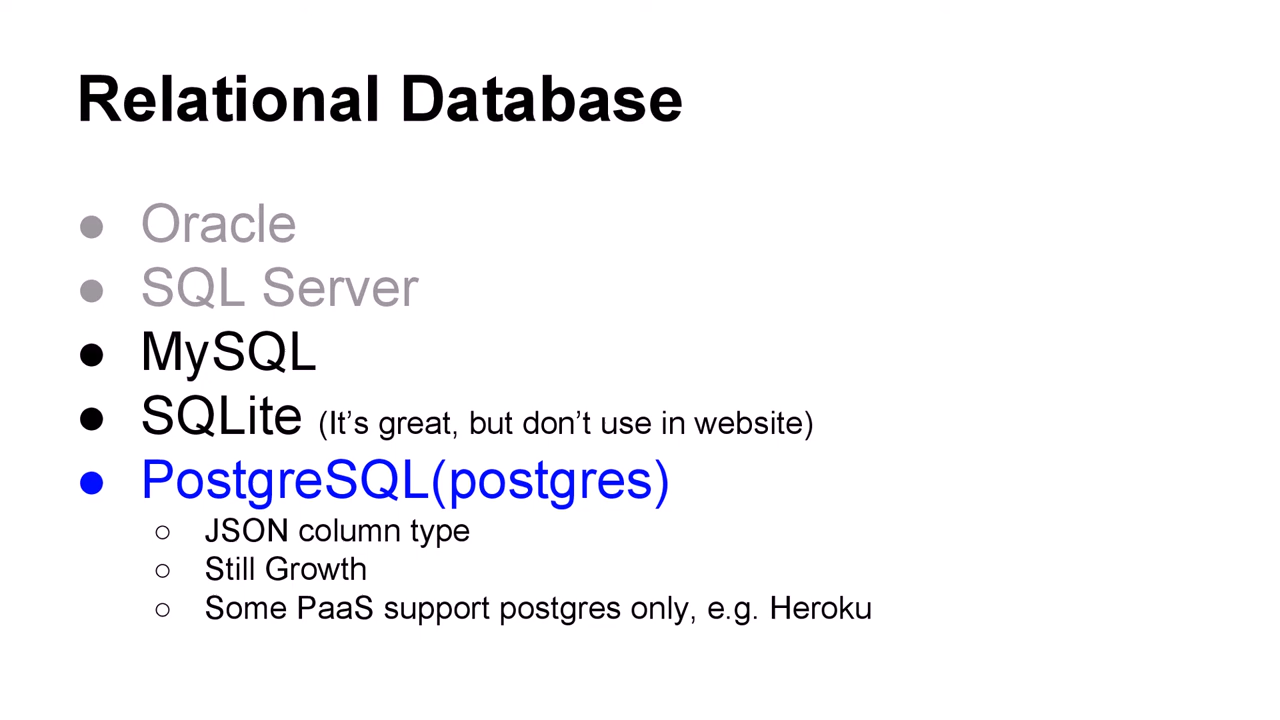 Relational Database
● Oracle
● SQL Server
● MySQL
● SQLite (It’s great, but don’t use in website)
● PostgreSQL(postgres)
○ JSON column type
○ Still Growth
○ Some PaaS support postgres only, e.g. Heroku